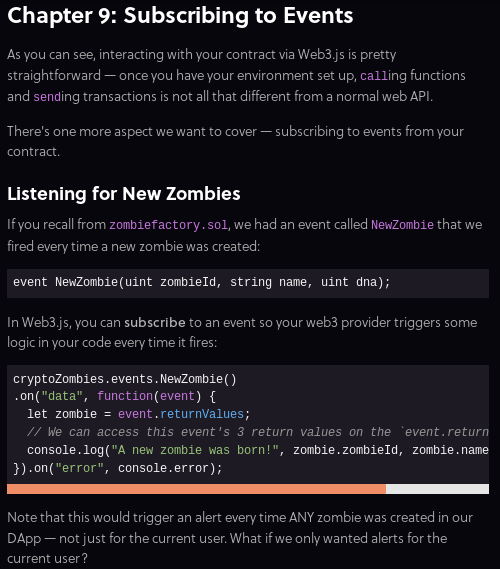 Chapter 9: Subscribing to Events
As you can see, interacting with your contract via Web3.js is pretty
straightforward — once you have your environment set up, calling functions
and sending transactions is not all that different from a normal web API.
There's one more aspect we want to cover — subscribing to events from your
contract.
Listening for New Zombies
If you recall from zombiefactory.sol, we had an event called NewZombie that we
fired every time a new zombie was created:
event NewZombie(uint zombieId, string name, uint dna);
In Web3.js, you can subscribe to an event so your web3 provider triggers some
logic in your code every time it fires:
cryptoZombies.events.NewZombie()
.on("data", function(event) {
  let zombie = event.returnValues;
  // We can access this event's 3 return values on the `event.return
  console.log("A new zombie was born!", zombie.zombieId, zombie.name
}).on("error", console.error);
Note that this would trigger an alert every time ANY zombie was created in our
DApp — not just for the current user. What if we only wanted alerts for the
current user?